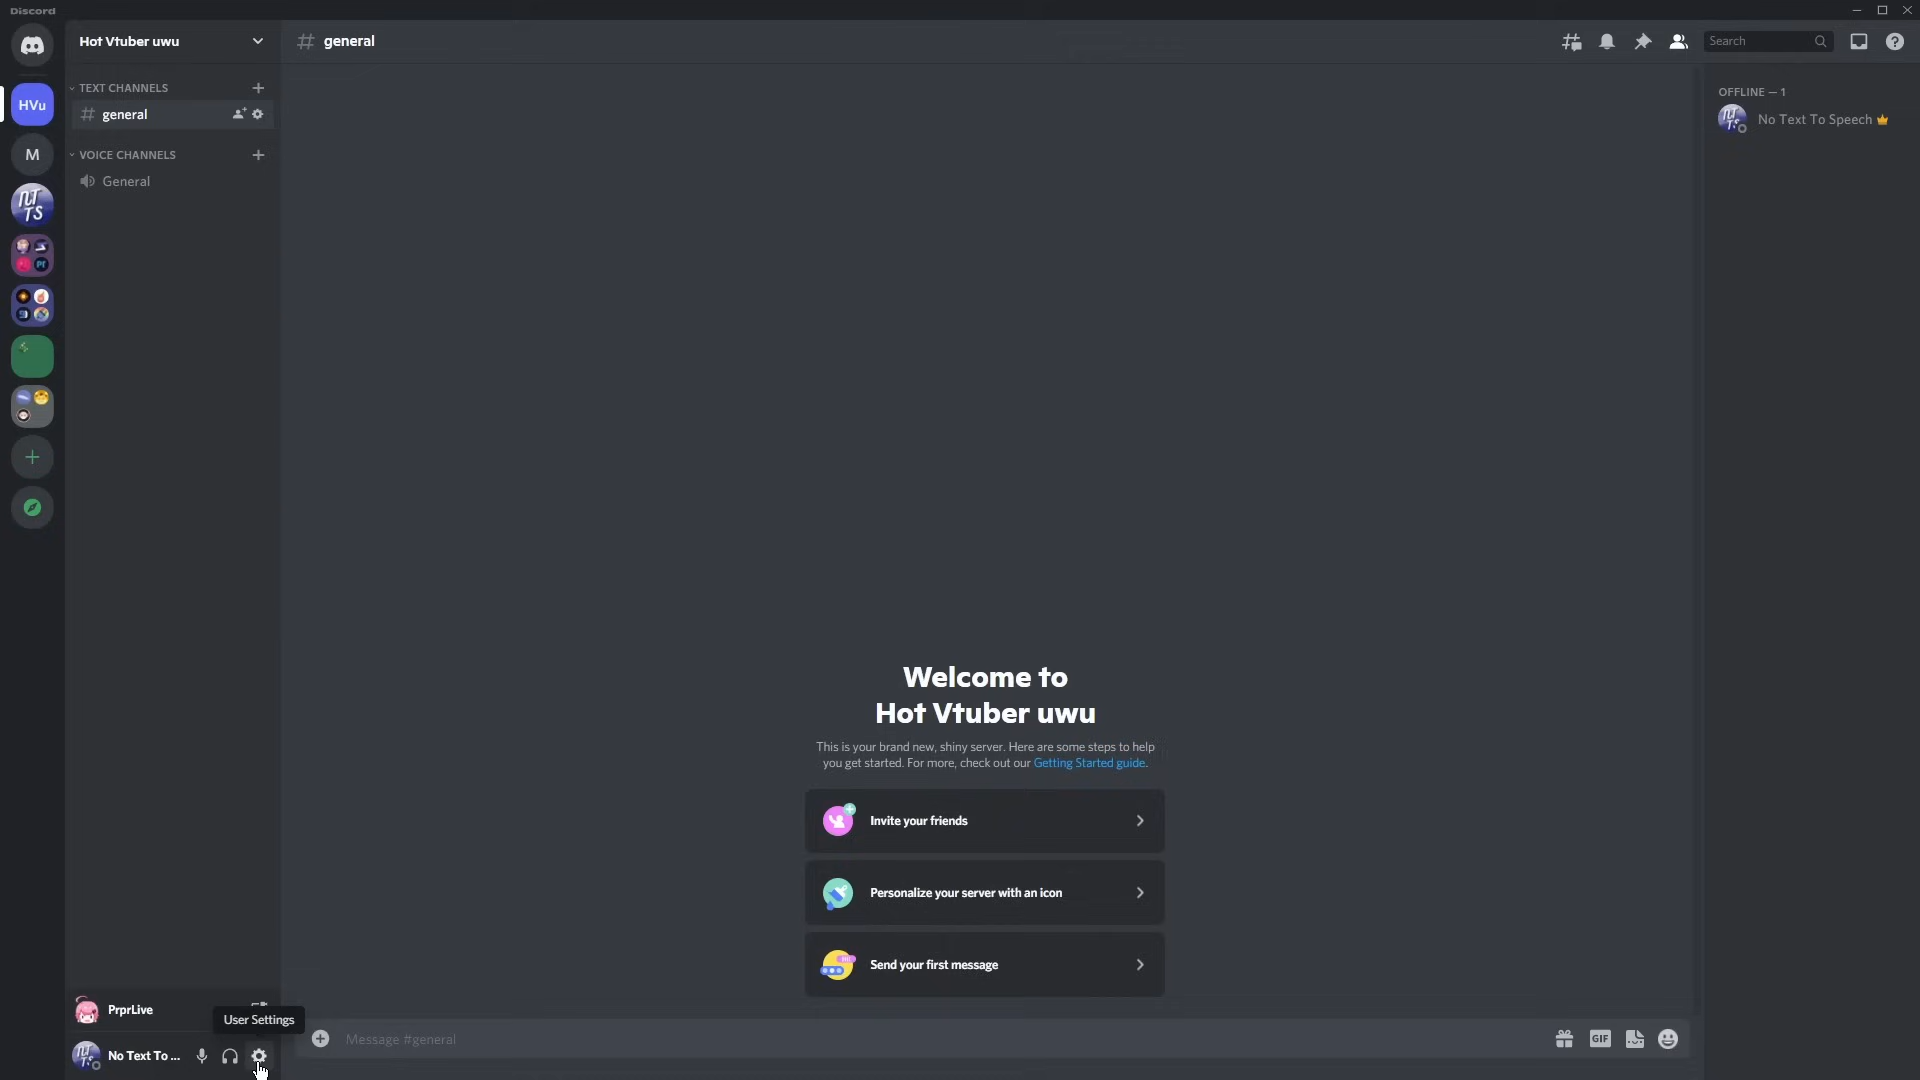 Discord
Hot Vtuber uwu
general
Search
TEXT CHANNELS
general
VOICE CHANNELS
General
HVu
M
NT
TS
Pr
OFFLINE — 1
No Text To Speech
Welcome to
Hot Vtuber uwu
This is your brand new, shiny server. Here are some steps to help
you get started. For more, check out our Getting Started guide.
Invite your friends
Personalize your server with an icon
Send your first message
PrprLive
User Settings
No Text To ...
Message #general
GIF